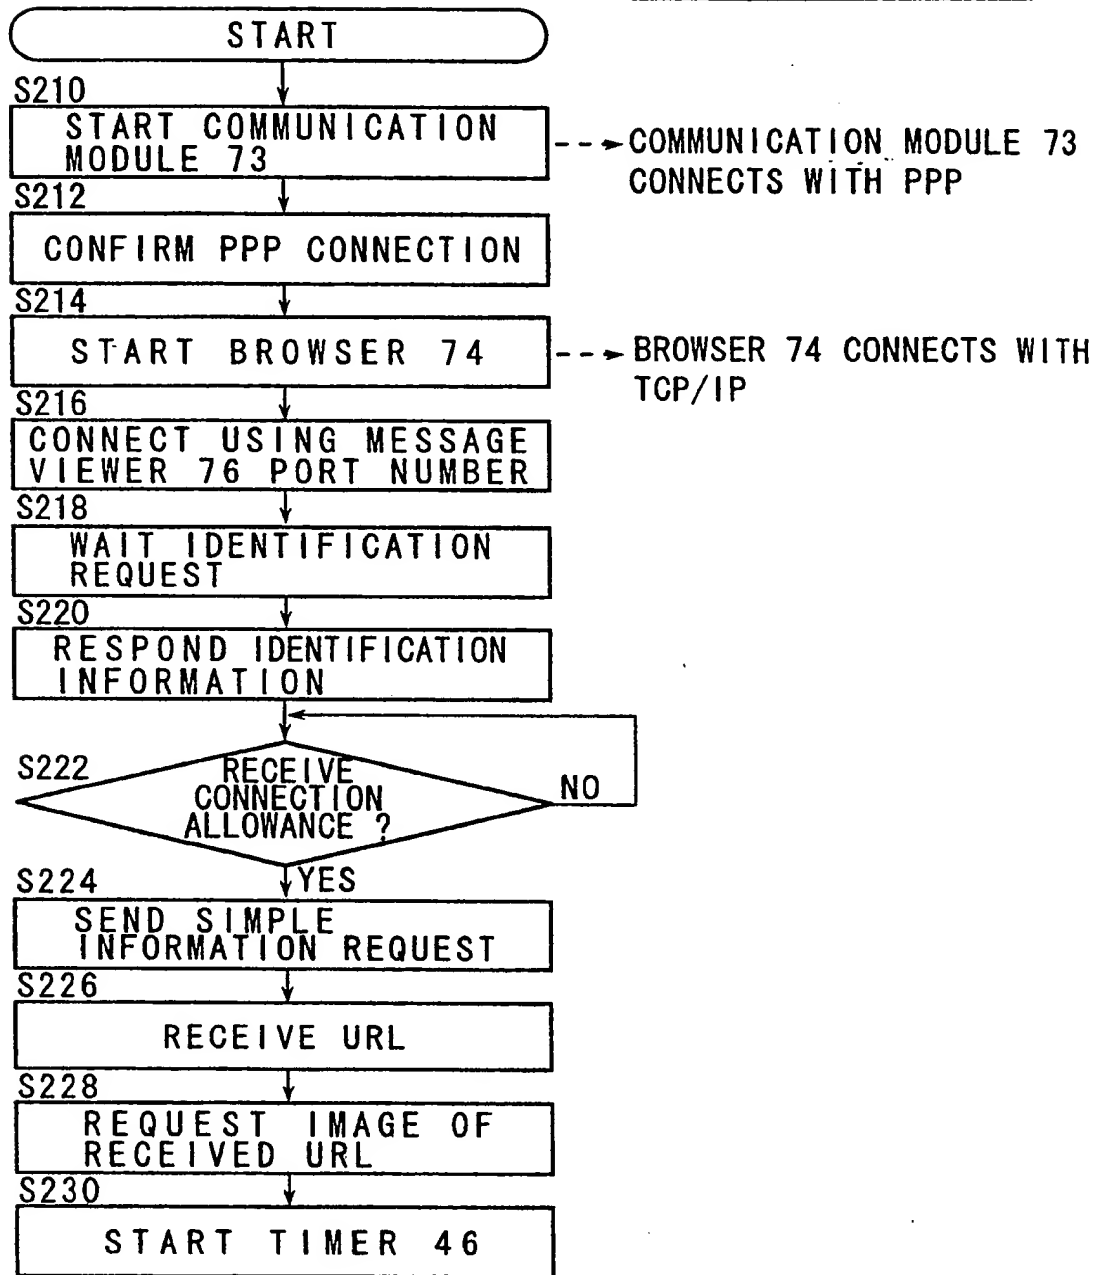 START
S210
START COMMUNICATION
MODULE 73
COMMUNICATION MODULE 73
CONNECTS WITH PPP
S212
CONFIRM PPP CONNECTION
S214
START BROWSER 74
BROWSER 74 CONNECTS WITH
TCP/IP
S216
CONNECT USING MESSAGE
VIEWER 76 PORT NUMBER
S218
WAIT IDENTIFICATION
REQUEST
S220
RESPOND IDENTIFICATION
INFORMATION
S222
RECEIVE
CONNECTION
ALLOWANCE ?
NO
YES
S224
SEND SIMPLE
INFORMATION REQUEST
S226
RECEIVE URL
S228
REQUEST IMAGE OF
RECEIVED URL
S230
START TIMER 46